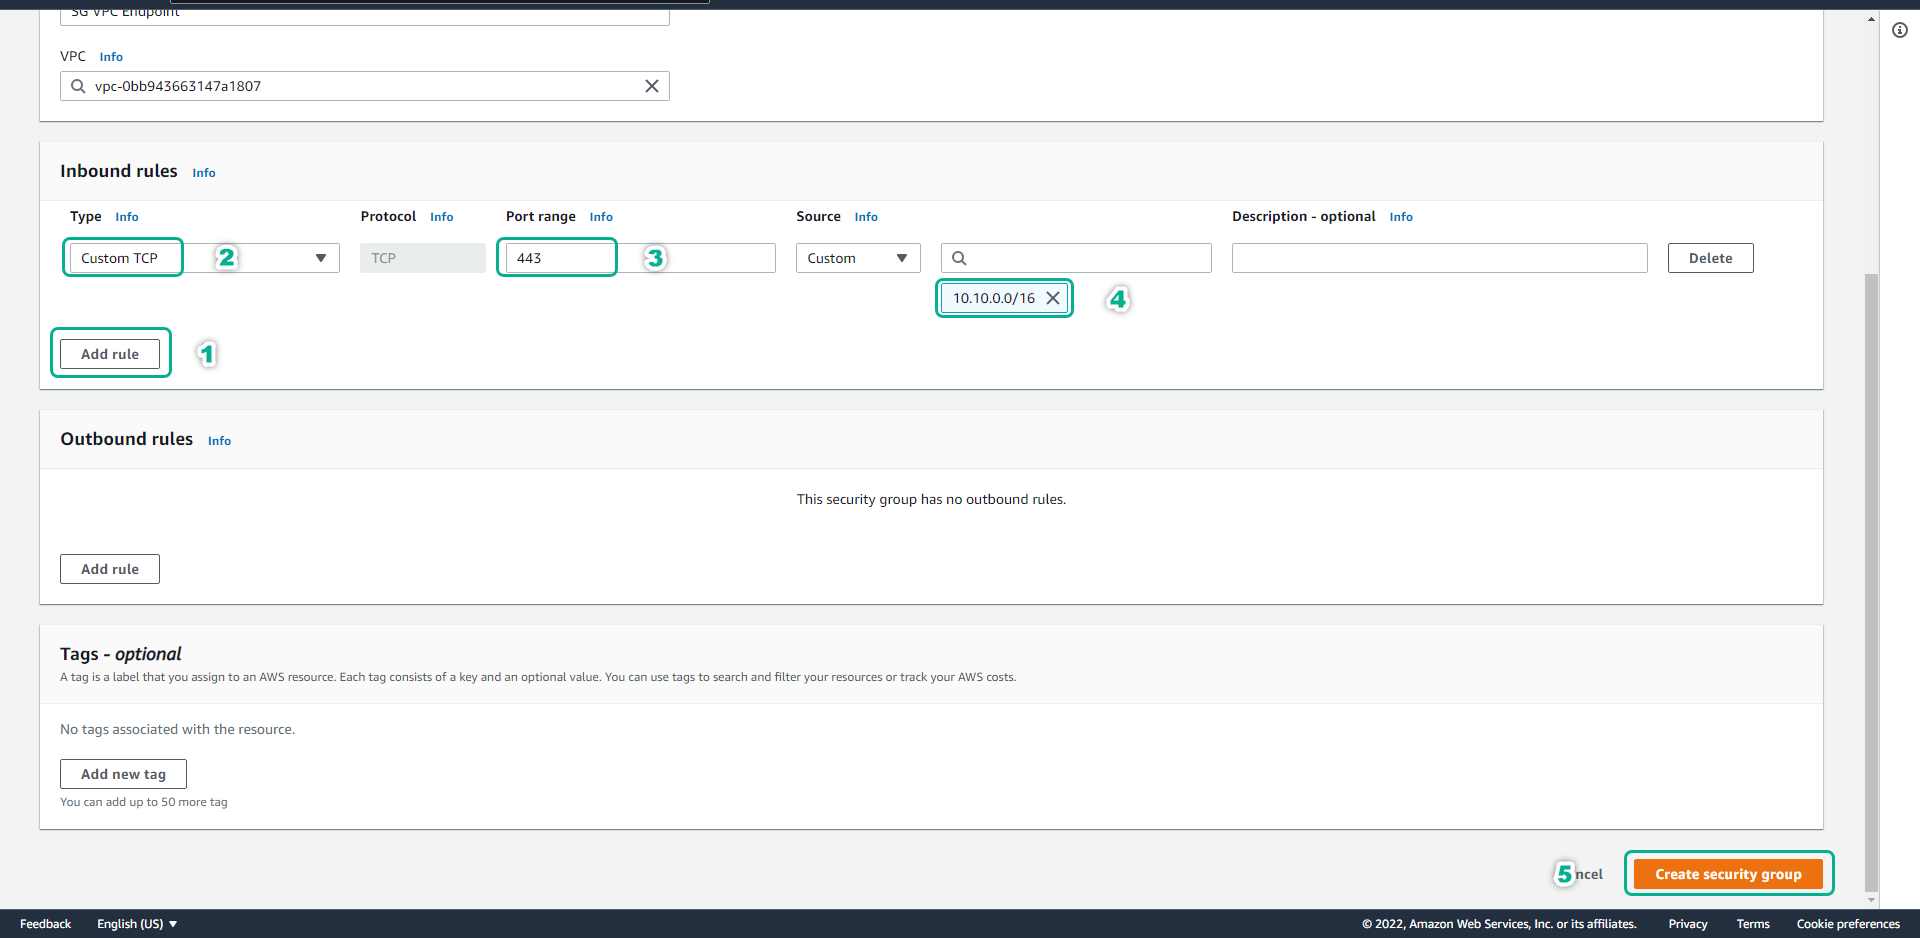 SG VPC Endpoint
VPC Info
vpc-0bb943663147a1807
Inbound rules Info
Type Info Protocol Info Port range Info Source Info Description - optional Info
Custom TCP 2 TCP 443 3 Custom Delete
10.10.0.0/16 4
Add rule 1
Outbound rules Info
This security group has no outbound rules.
Add rule
Tags - optional
A tag is a label that you assign to an AWS resource. Each tag consists of a key and an optional value. You can use tags to search and filter your resources or track your AWS costs.
No tags associated with the resource.
Add new tag
You can add up to 50 more tag
5 ncel Create security group
Feedback English (US) © 2022, Amazon Web Services, Inc. or its affiliates. Privacy Terms Cookie preferences